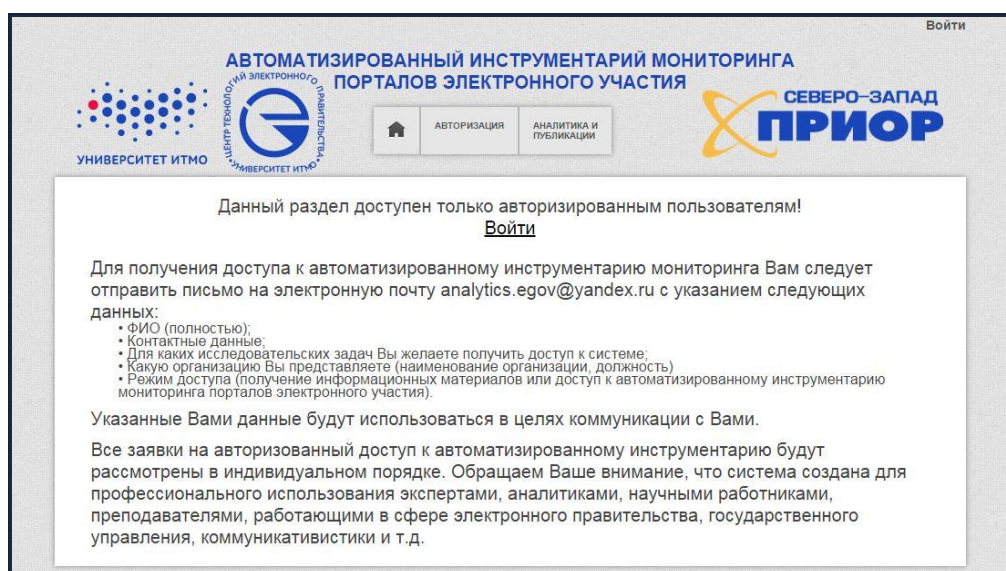 Войти
АВТОМАТИЗИРОВАННЫЙ ИНСТРУМЕНТАРИЙ МОНИТОРИНГА
ПОРТАЛОВ ЭЛЕКТРОННОГО УЧАСТИЯ
УНИВЕРСИТЕТ ИТМО
ЦЕНТР ТЕХНОЛОГИЙ ЭЛЕКТРОННОГО ПРАВИТЕЛЬСТВА
УНИВЕРСИТЕТ ИТМО
АВТОРИЗАЦИЯ
АНАЛИТИКА И
ПУБЛИКАЦИИ
СЕВЕРО-ЗАПАД
ПРИОР
Данный раздел доступен только авторизированным пользователям!
Войти
Для получения доступа к автоматизированному инструментарию мониторинга Вам следует
отправить письмо на электронную почту analytics.egov@yandex.ru с указанием следующих
данных:
• ФИО (полностью);
• Контактные данные;
• Для каких исследовательских задач Вы желаете получить доступ к системе;
• Какую организацию Вы представляете (наименование организации, должность)
• Режим доступа (получение информационных материалов или доступ к автоматизированному инструментарию
мониторинга порталов электронного участия).
Указанные Вами данные будут использоваться в целях коммуникации с Вами.
Все заявки на авторизованный доступ к автоматизированному инструментарию будут
рассмотрены в индивидуальном порядке. Обращаем Ваше внимание, что система создана для
профессионального использования экспертами, аналитиками, научными работниками,
преподавателями, работающими в сфере электронного правительства, государственного
управления, коммуникативистики и т.д.